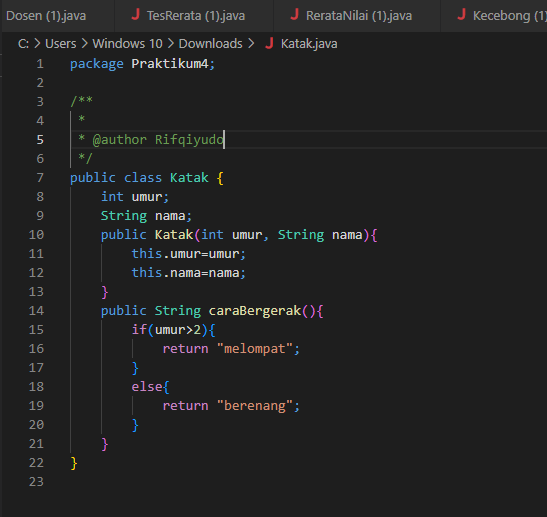 Dosen (1).java TesRerata (1).java RerataNilai (1).java Kecebong (1).java
C: > Users > Windows 10 > Downloads > Katak.java
1 package Praktikum4;
2
3 /**
4 *
5 * @author Rifqiyudo
6 */
7 public class Katak {
8 int umur;
9 String nama;
10 public Katak(int umur, String nama){
11 this.umur=umur;
12 this.nama=nama;
13 }
14 public String caraBergerak(){
15 if(umur>2){
16 return "melompat";
17 }
18 else{
19 return "berenang";
20 }
21 }
22 }
23